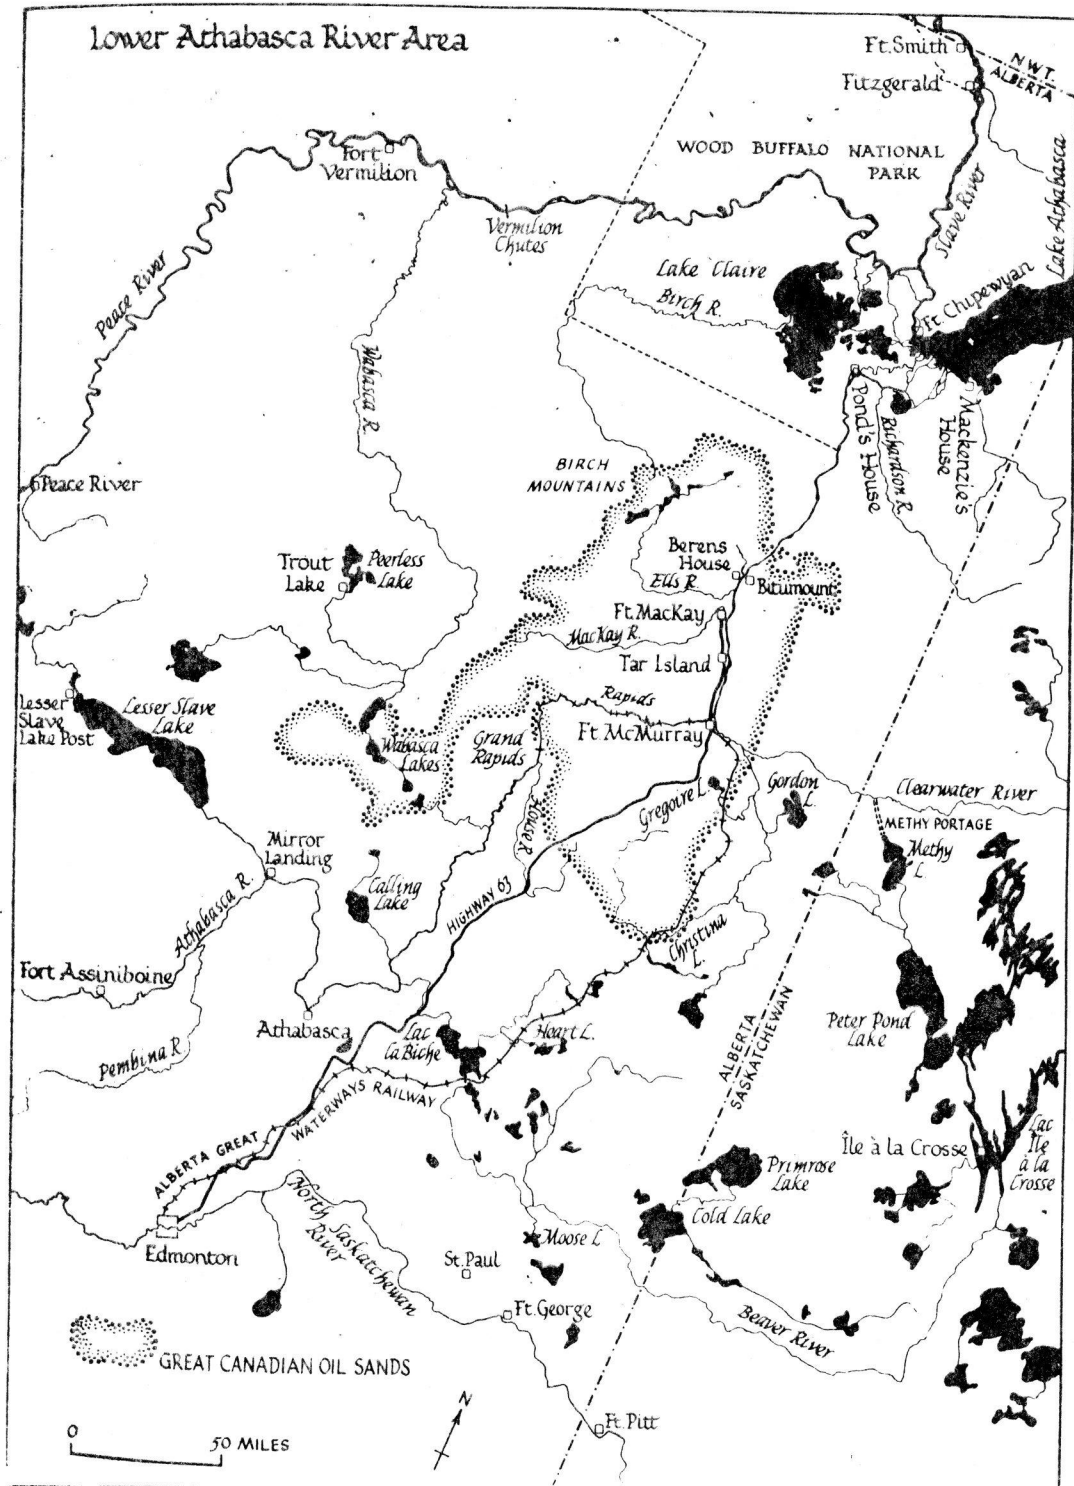 Lower Athabasca River Area
Ft. Smith
N.W.T.
ALBERTA
Fitzgerald
WOOD BUFFALO NATIONAL
PARK
Fort
Vermilion
Slave River
Lake Athabasca
Vermilion
Chutes
Peace River
Lake Claire
Birch R.
Ft. Chipewyan
Wabasca R.
Pond's House
Richardson R.
Mackenzie's
House
Peace River
BIRCH
MOUNTAINS
Trout
Lake
Peerless
Lake
Berens
House
Ells R.
Bitumount
Ft. MacKay
MacKay R.
Tar Island
Rapids
Lesser
Slave
Lake Post
Lesser Slave
Lake
Wabasca
Lakes
Grand
Rapids
Ft. McMurray
Gregoire L.
Gordon
L.
Clearwater River
METHY PORTAGE
Methy
L.
House R.
Mirror
Landing
Calling
Lake
HIGHWAY 63
Athabasca R.
Christina
L.
Fort Assiniboine
Athabasca
Lac
La Biche
Heart L.
Peter Pond
Lake
ALBERTA
SASKATCHEWAN
Pembina R
ALBERTA GREAT
WATERWAYS RAILWAY
Île à la Crosse
Lac
Île
à la
Crosse
Primrose
Lake
Cold Lake
North Saskatchewan
River
Edmonton
Moose L
St. Paul
Ft. George
Beaver River
GREAT CANADIAN OIL SANDS
N
Ft. Pitt
0
50 MILES